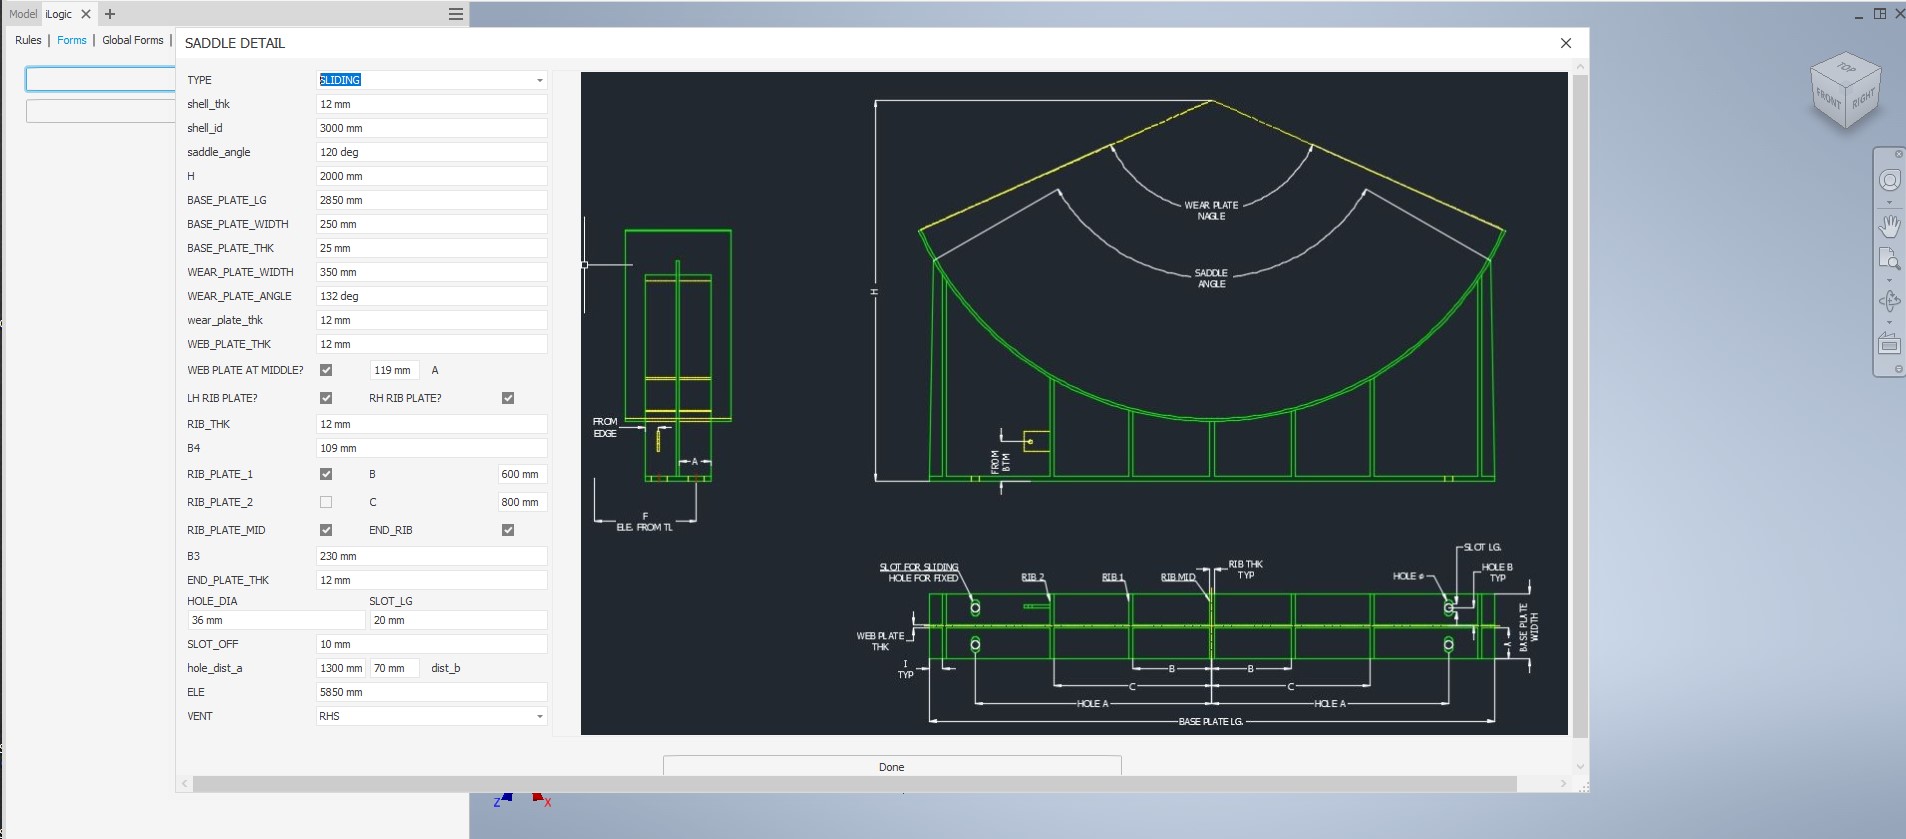 Model iLogic
Rules | Forms | Global Forms |
SADDLE DETAIL
TYPE SLIDING
shell_thk 12 mm
shell_id 3000 mm
saddle_angle 120 deg
H 2000 mm
BASE_PLATE_LG 2850 mm
BASE_PLATE_WIDTH 250 mm
BASE_PLATE_THK 25 mm
WEAR_PLATE_WIDTH 350 mm
WEAR_PLATE_ANGLE 132 deg
wear_plate_thk 12 mm
WEB_PLATE_THK 12 mm
WEB PLATE AT MIDDLE? 119 mm A
LH RIB PLATE? RH RIB PLATE?
RIB_THK 12 mm
B4 109 mm
RIB_PLATE_1 B 600 mm
RIB_PLATE_2 C 800 mm
RIB_PLATE_MID END_RIB
B3 230 mm
END_PLATE_THK 12 mm
HOLE_DIA SLOT_LG
36 mm 20 mm
SLOT_OFF 10 mm
hole_dist_a 1300 mm 70 mm dist_b
ELE 5850 mm
VENT RHS
WEAR PLATE
NAGLE
SADDLE
ANGLE
H
FROM
EDGE
A
F
ELE. FROM TL
FROM
BTM
SLOT FOR SLIDING
HOLE FOR FIXED
RIB 2
RIB 1
RIB MID
RIB THK
TYP
HOLE ø
SLOT LG.
HOLE B
TYP
BASE PLATE
WIDTH
A
WEB PLATE
THK
I
TYP
B B
C C
HOLE A HOLE A
BASE PLATE LG.
Done
TOP
FRONT RIGHT
Z X